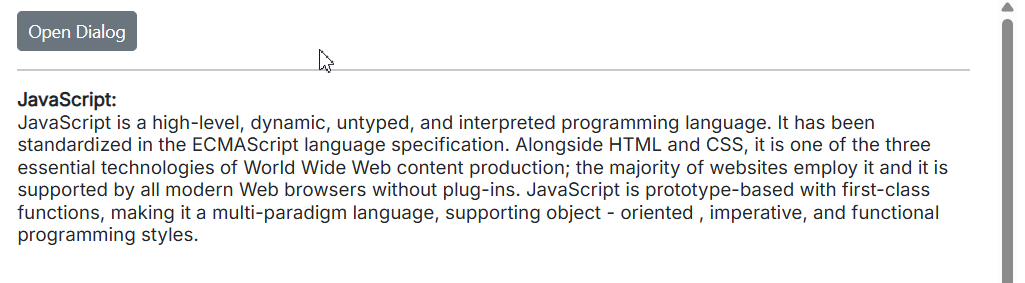 Open Dialog
JavaScript:
JavaScript is a high-level, dynamic, untyped, and interpreted programming language. It has been
standardized in the ECMAScript language specification. Alongside HTML and CSS, it is one of the three
essential technologies of World Wide Web content production; the majority of websites employ it and it is
supported by all modern Web browsers without plug-ins. JavaScript is prototype-based with first-class
functions, making it a multi-paradigm language, supporting object - oriented , imperative, and functional
programming styles.